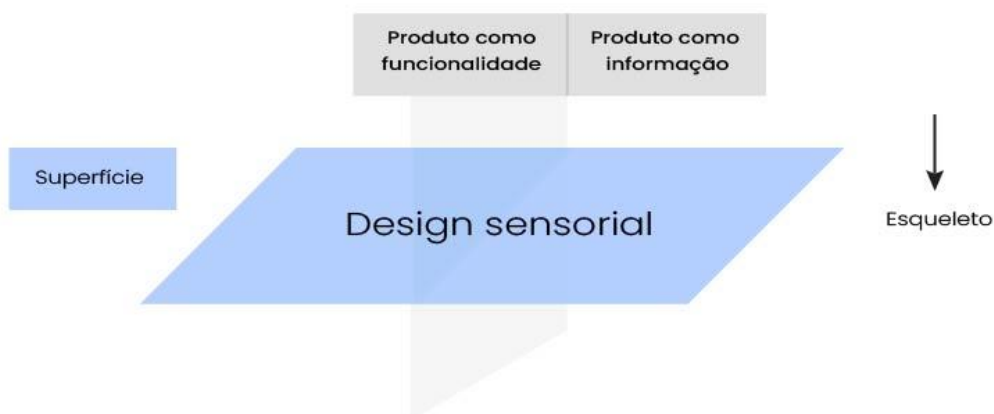 Produto como
funcionalidade
Produto como
informação
Superfície
Design sensorial
Esqueleto